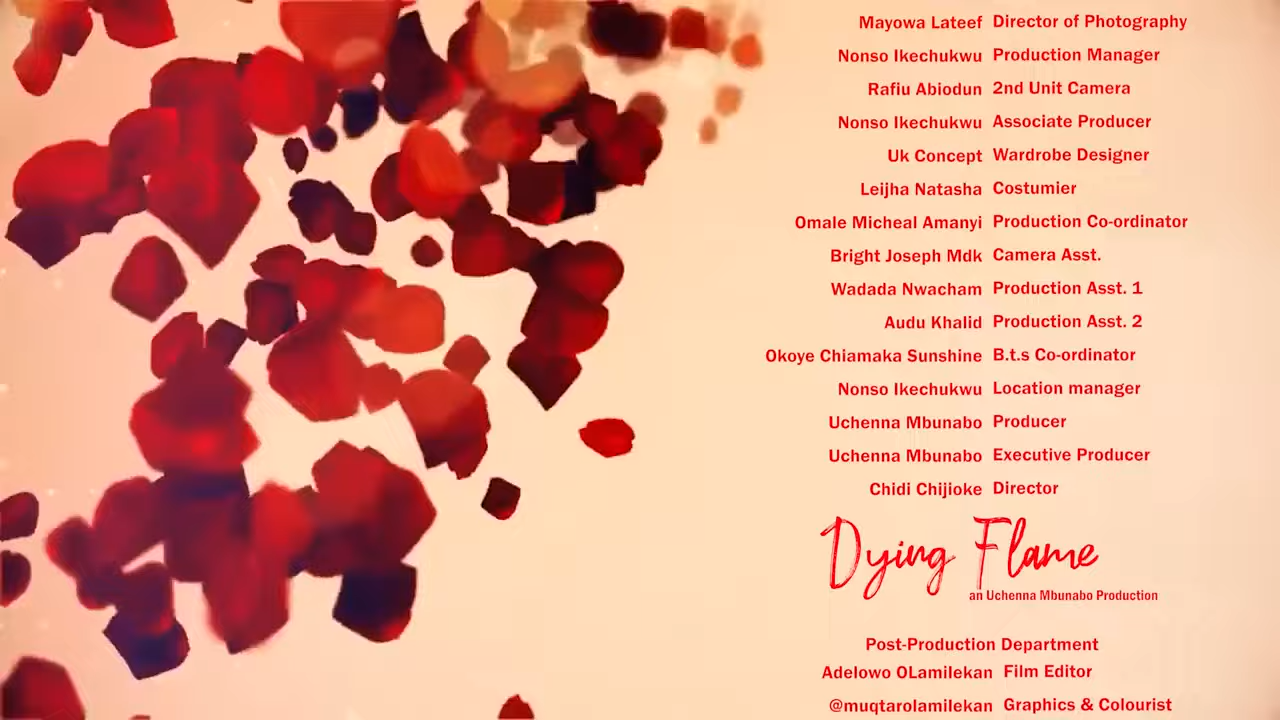 Mayowa Lateef Director of Photography
Nonso Ikechukwu Production Manager
Rafiu Abiodun 2nd Unit Camera
Nonso Ikechukwu Associate Producer
Uk Concept Wardrobe Designer
Leijha Natasha Costumier
Omale Micheal Amanyi Production Co-ordinator
Bright Joseph Mdk Camera Asst.
Wadada Nwacham Production Asst. 1
Audu Khalid Production Asst. 2
Okoye Chiamaka Sunshine B.t.s Co-ordinator
Nonso Ikechukwu Location manager
Uchenna Mbunabo Producer
Uchenna Mbunabo Executive Producer
Chidi Chijioke Director
Dying Flame
an Uchenna Mbunabo Production
Post-Production Department
Adelowo OLamilekan Film Editor
@muqtarolamilekan Graphics & Colourist